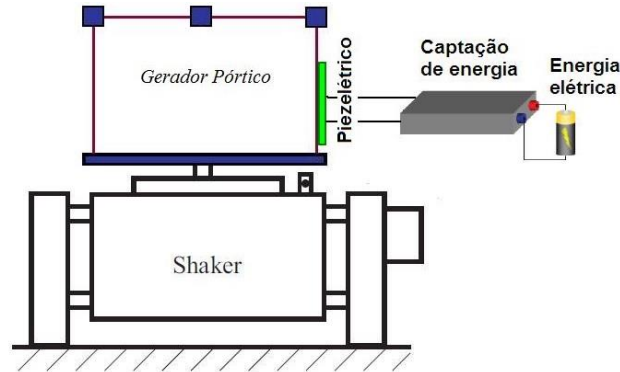 Gerador Pórtico
Piezelétrico
Captação
de energia
Energia
elétrica
Shaker